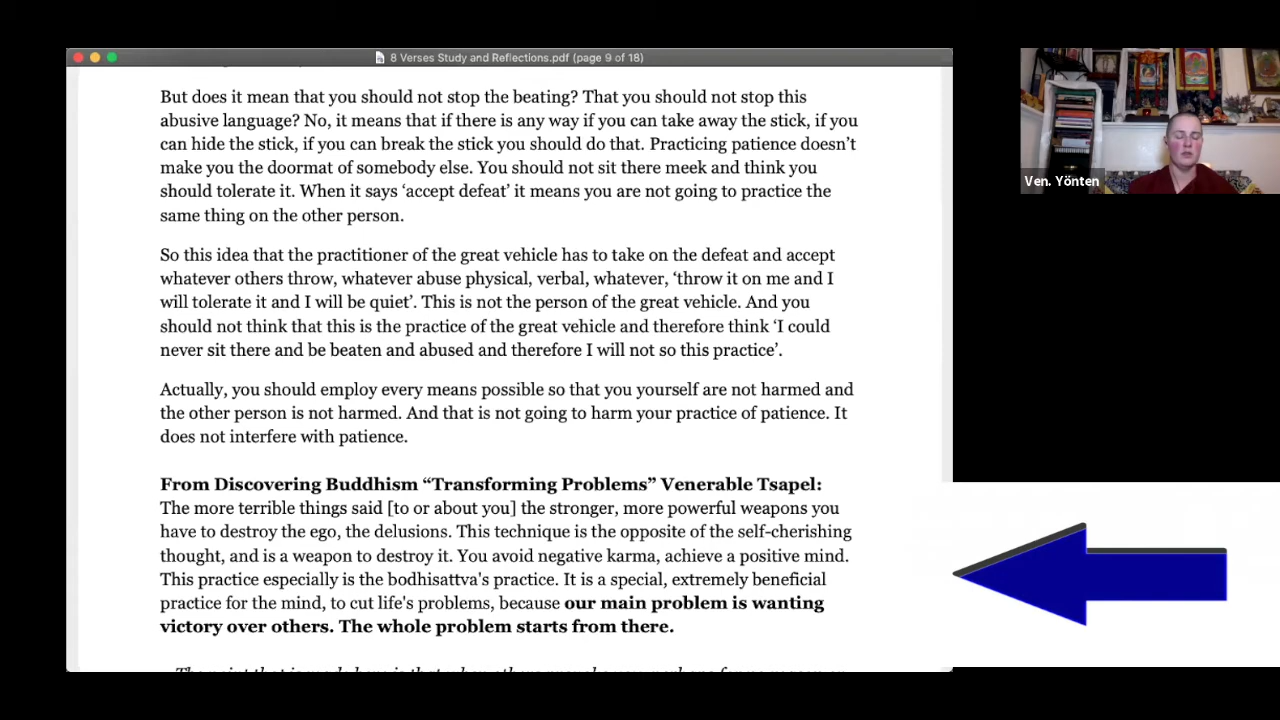 8 Verses Study and Reflections.pdf (page 9 of 18)
But does it mean that you should not stop the beating? That you should not stop this
abusive language? No, it means that if there is any way if you can take away the stick, if you
can hide the stick, if you can break the stick you should do that. Practicing patience doesn't
make you the doormat of somebody else. You should not sit there meek and think you
should tolerate it. When it says 'accept defeat' it means you are not going to practice the
same thing on the other person.
So this idea that the practitioner of the great vehicle has to take on the defeat and accept
whatever others throw, whatever abuse physical, verbal, whatever, 'throw it on me and I
will tolerate it and I will be quiet'. This is not the person of the great vehicle. And you
should not think that this is the practice of the great vehicle and therefore think 'I could
never sit there and be beaten and abused and therefore I will not so this practice'.
Actually, you should employ every means possible so that you yourself are not harmed and
the other person is not harmed. And that is not going to harm your practice of patience. It
does not interfere with patience.
From Discovering Buddhism “Transforming Problems” Venerable Tsapel:
The more terrible things said [to or about you] the stronger, more powerful weapons you
have to destroy the ego, the delusions. This technique is the opposite of the self-cherishing
thought, and is a weapon to destroy it. You avoid negative karma, achieve a positive mind.
This practice especially is the bodhisattva's practice. It is a special, extremely beneficial
practice for the mind, to cut life's problems, because our main problem is wanting
victory over others. The whole problem starts from there.
Ven. Yönten